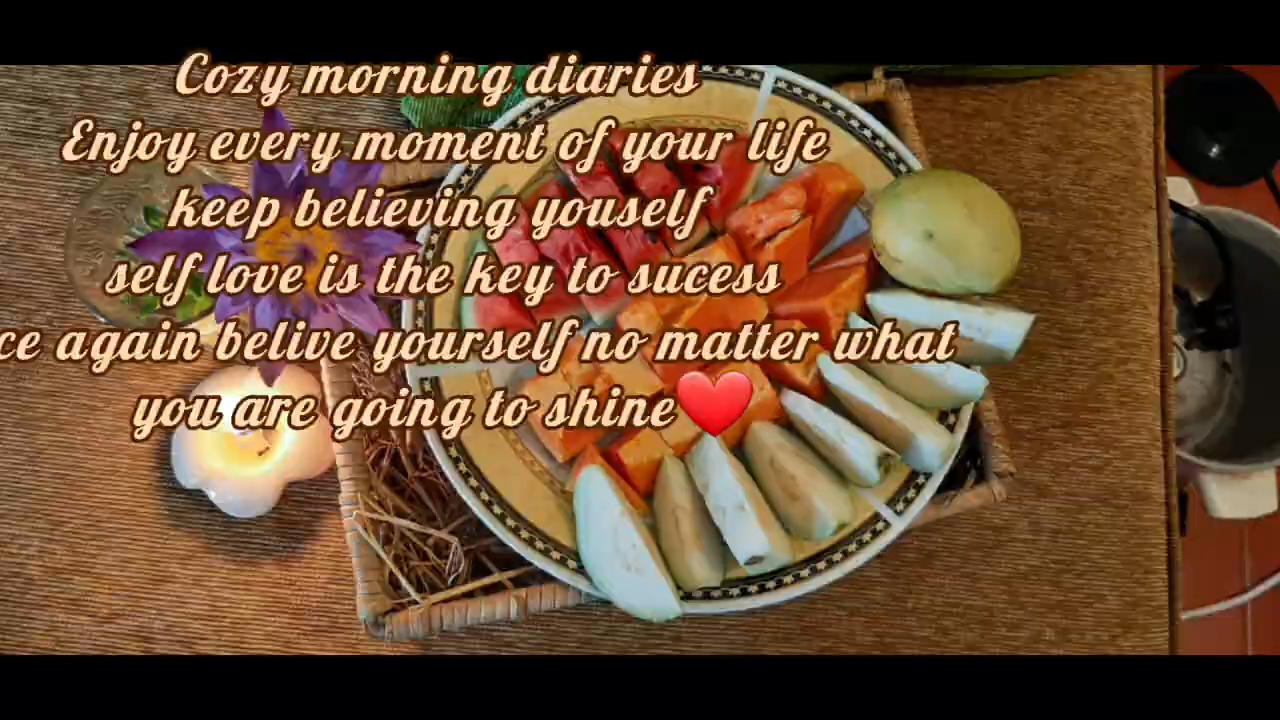 Cozy morning diaries
Enjoy every moment of your life
keep believing youself
self love is the key to sucess
again belive yourself no matter what
you are going to shine❤️